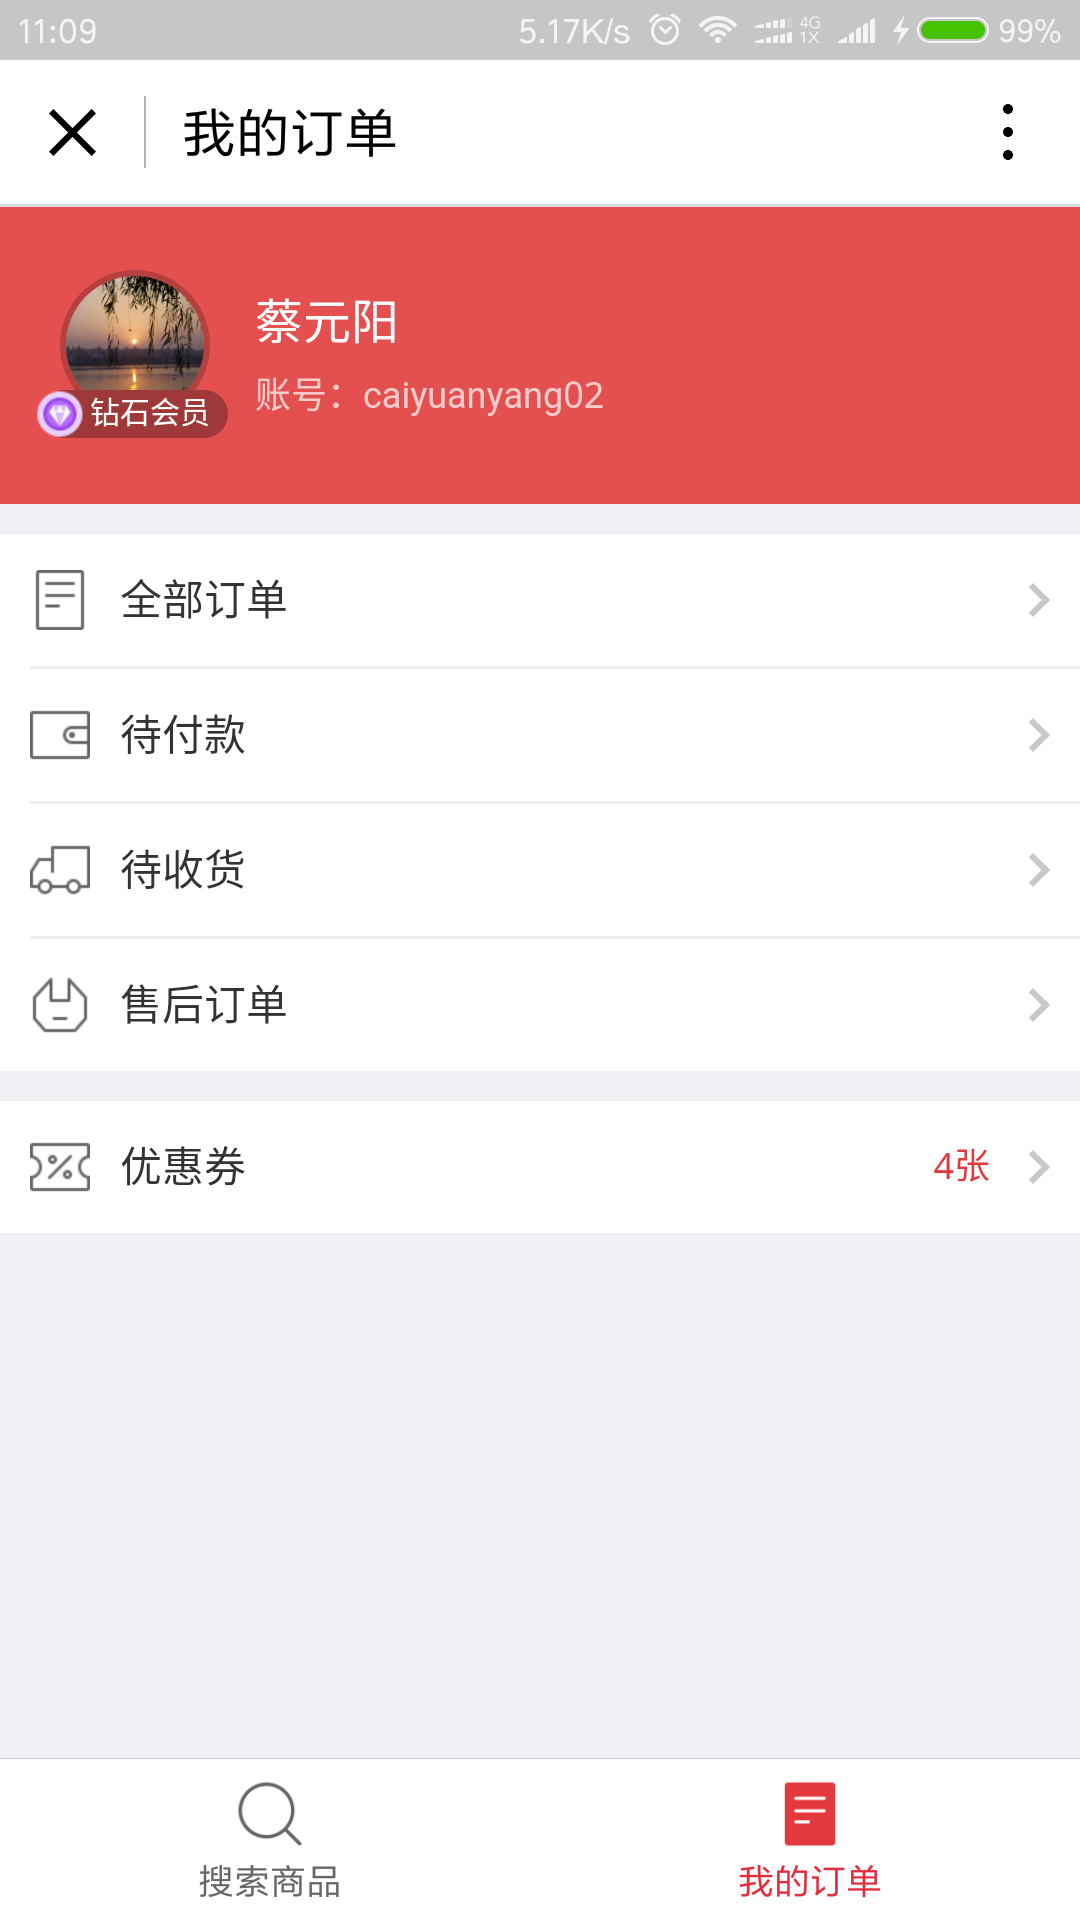 11:09 5.17K/s 4G 1X 99%
我的订单
蔡元阳
账号：caiyuanyang02
钻石会员
全部订单
待付款
待收货
售后订单
优惠券 4张
搜索商品 我的订单